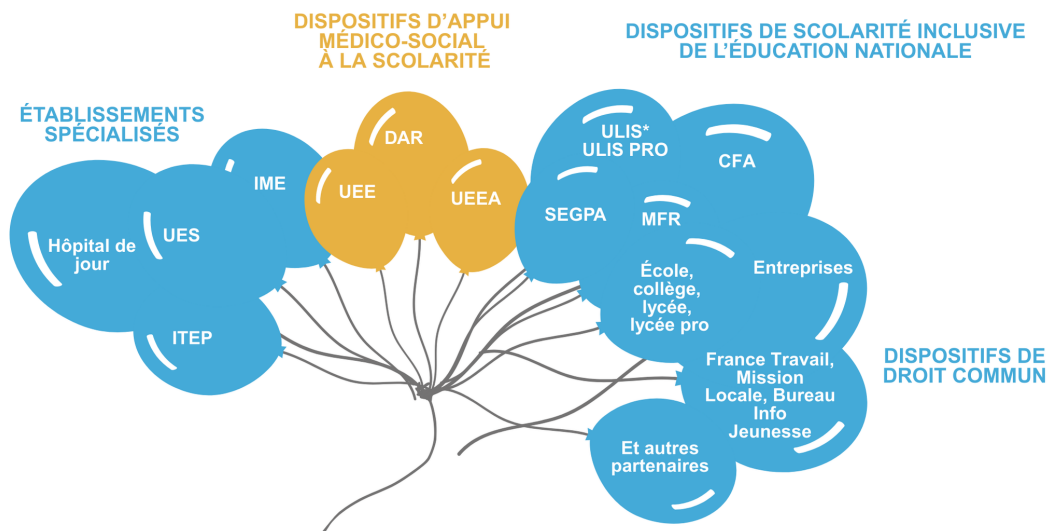 DISPOSITIFS D'APPUI
MÉDICO-SOCIAL
À LA SCOLARITÉ
DISPOSITIFS DE SCOLARITÉ INCLUSIVE
DE L'ÉDUCATION NATIONALE
ÉTABLISSEMENTS
SPÉCIALISÉS
DAR
ULIS*
ULIS PRO
CFA
IME
UEE
UEEA
SEGPA
MFR
UES
Hôpital de
jour
École,
collège,
lycée,
lycée pro
Entreprises
ITEP
France Travail,
Mission
Locale, Bureau
Info
Jeunesse
DISPOSITIFS DE
DROIT COMMUN
Et autres
partenaires